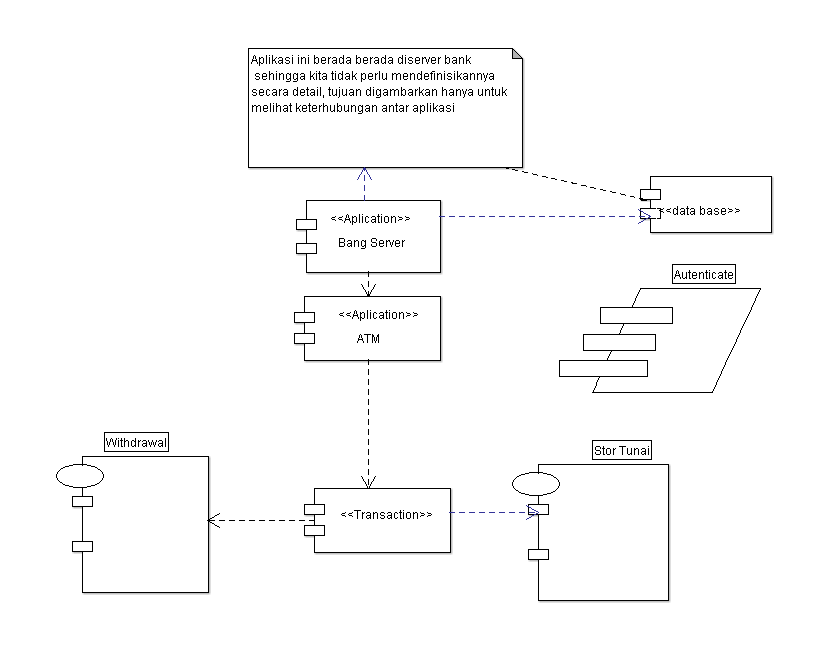 Aplikasi ini berada berada diserver bank
sehingga kita tidak perlu mendefinisikannya
secara detail, tujuan digambarkan hanya untuk
melihat keterhubungan antar aplikasi
<<data base>>
<<Aplication>>
Bang Server
Autenticate
<<Aplication>>
ATM
Withdrawal
Stor Tunai
<<Transaction>>